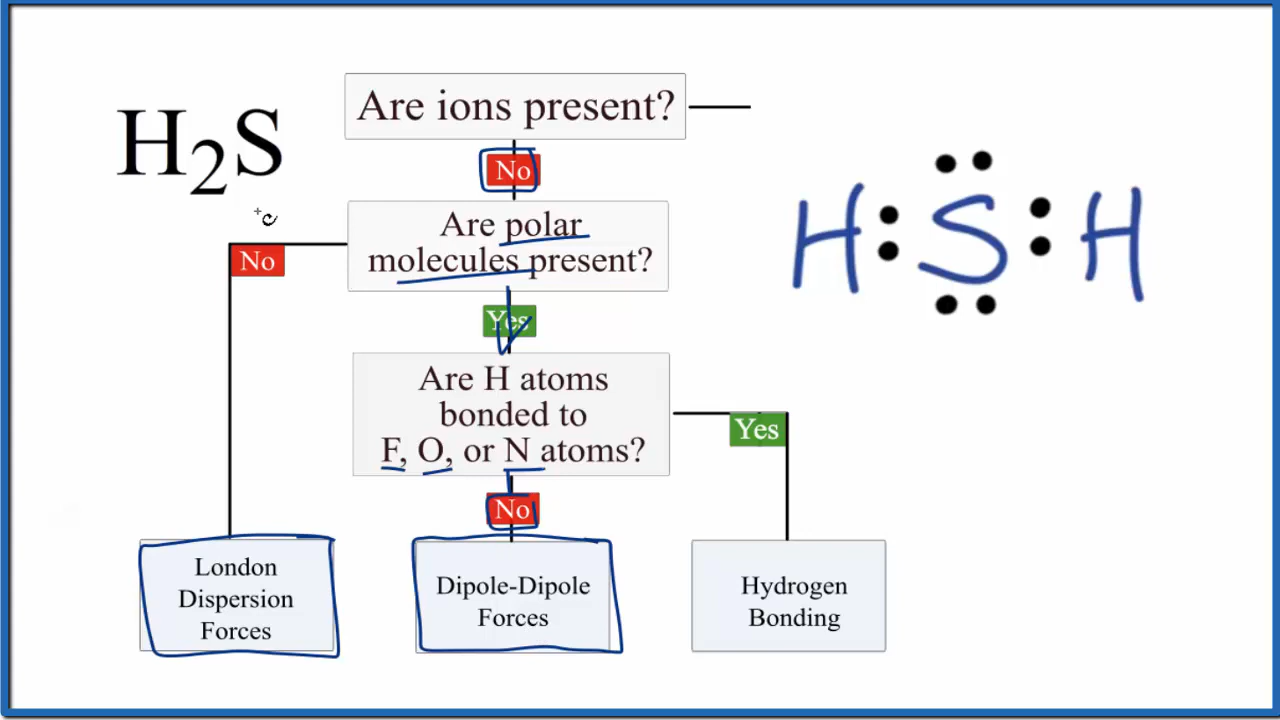 H₂S
Are ions present?
No
Are polar
molecules present?
No
Yes
Are H atoms
bonded to
F, O, or N atoms?
Yes
No
London
Dispersion
Forces
Dipole-Dipole
Forces
Hydrogen
Bonding
H S H